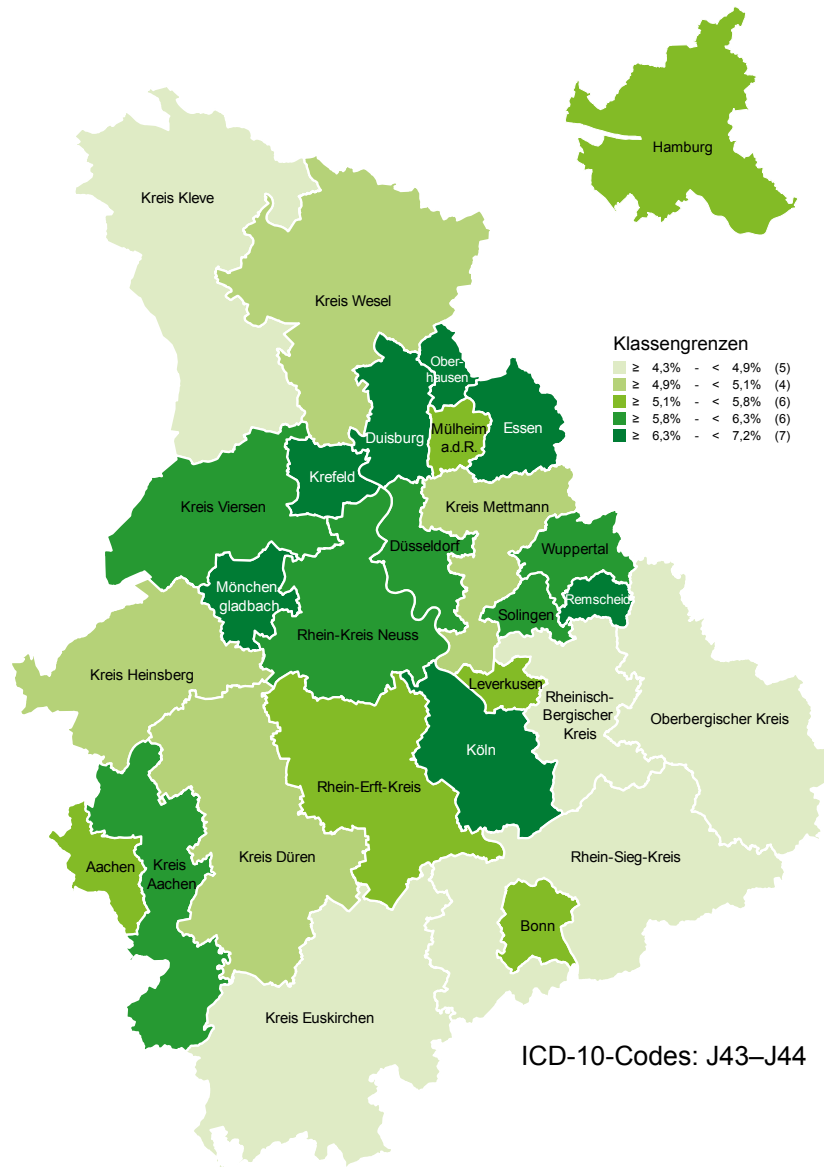 Hamburg
Kreis Kleve
Kreis Wesel
Klassengrenzen
≥ 4,3% - < 4,9% (5)
≥ 4,9% - < 5,1% (4)
≥ 5,1% - < 5,8% (6)
≥ 5,8% - < 6,3% (6)
≥ 6,3% - < 7,2% (7)
Ober-
hausen
Duisburg
Mülheim
a.d.R.
Essen
Krefeld
Kreis Viersen
Kreis Mettmann
Düsseldorf
Wuppertal
Mönchen
gladbach
Remscheid
Solingen
Rhein-Kreis Neuss
Kreis Heinsberg
Leverkusen
Rheinisch-
Bergischer
Kreis
Oberbergischer Kreis
Köln
Rhein-Erft-Kreis
Kreis Düren
Rhein-Sieg-Kreis
Aachen
Kreis
Aachen
Bonn
Kreis Euskirchen
ICD-10-Codes: J43–J44